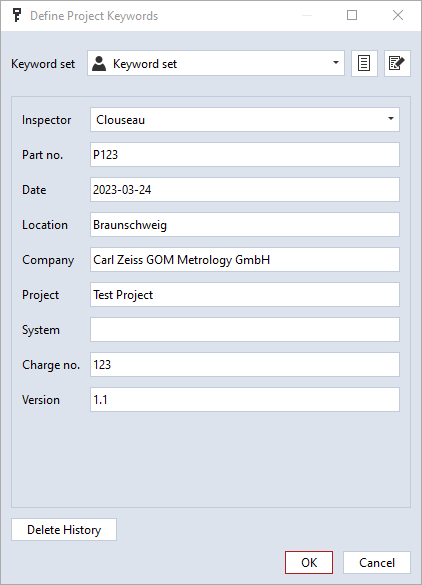 Define Project Keywords
Keyword set Keyword set
Inspector Clouseau
Part no. P123
Date 2023-03-24
Location Braunschweig
Company Carl Zeiss GOM Metrology GmbH
Project Test Project
System
Charge no. 123
Version 1.1
Delete History
OK Cancel